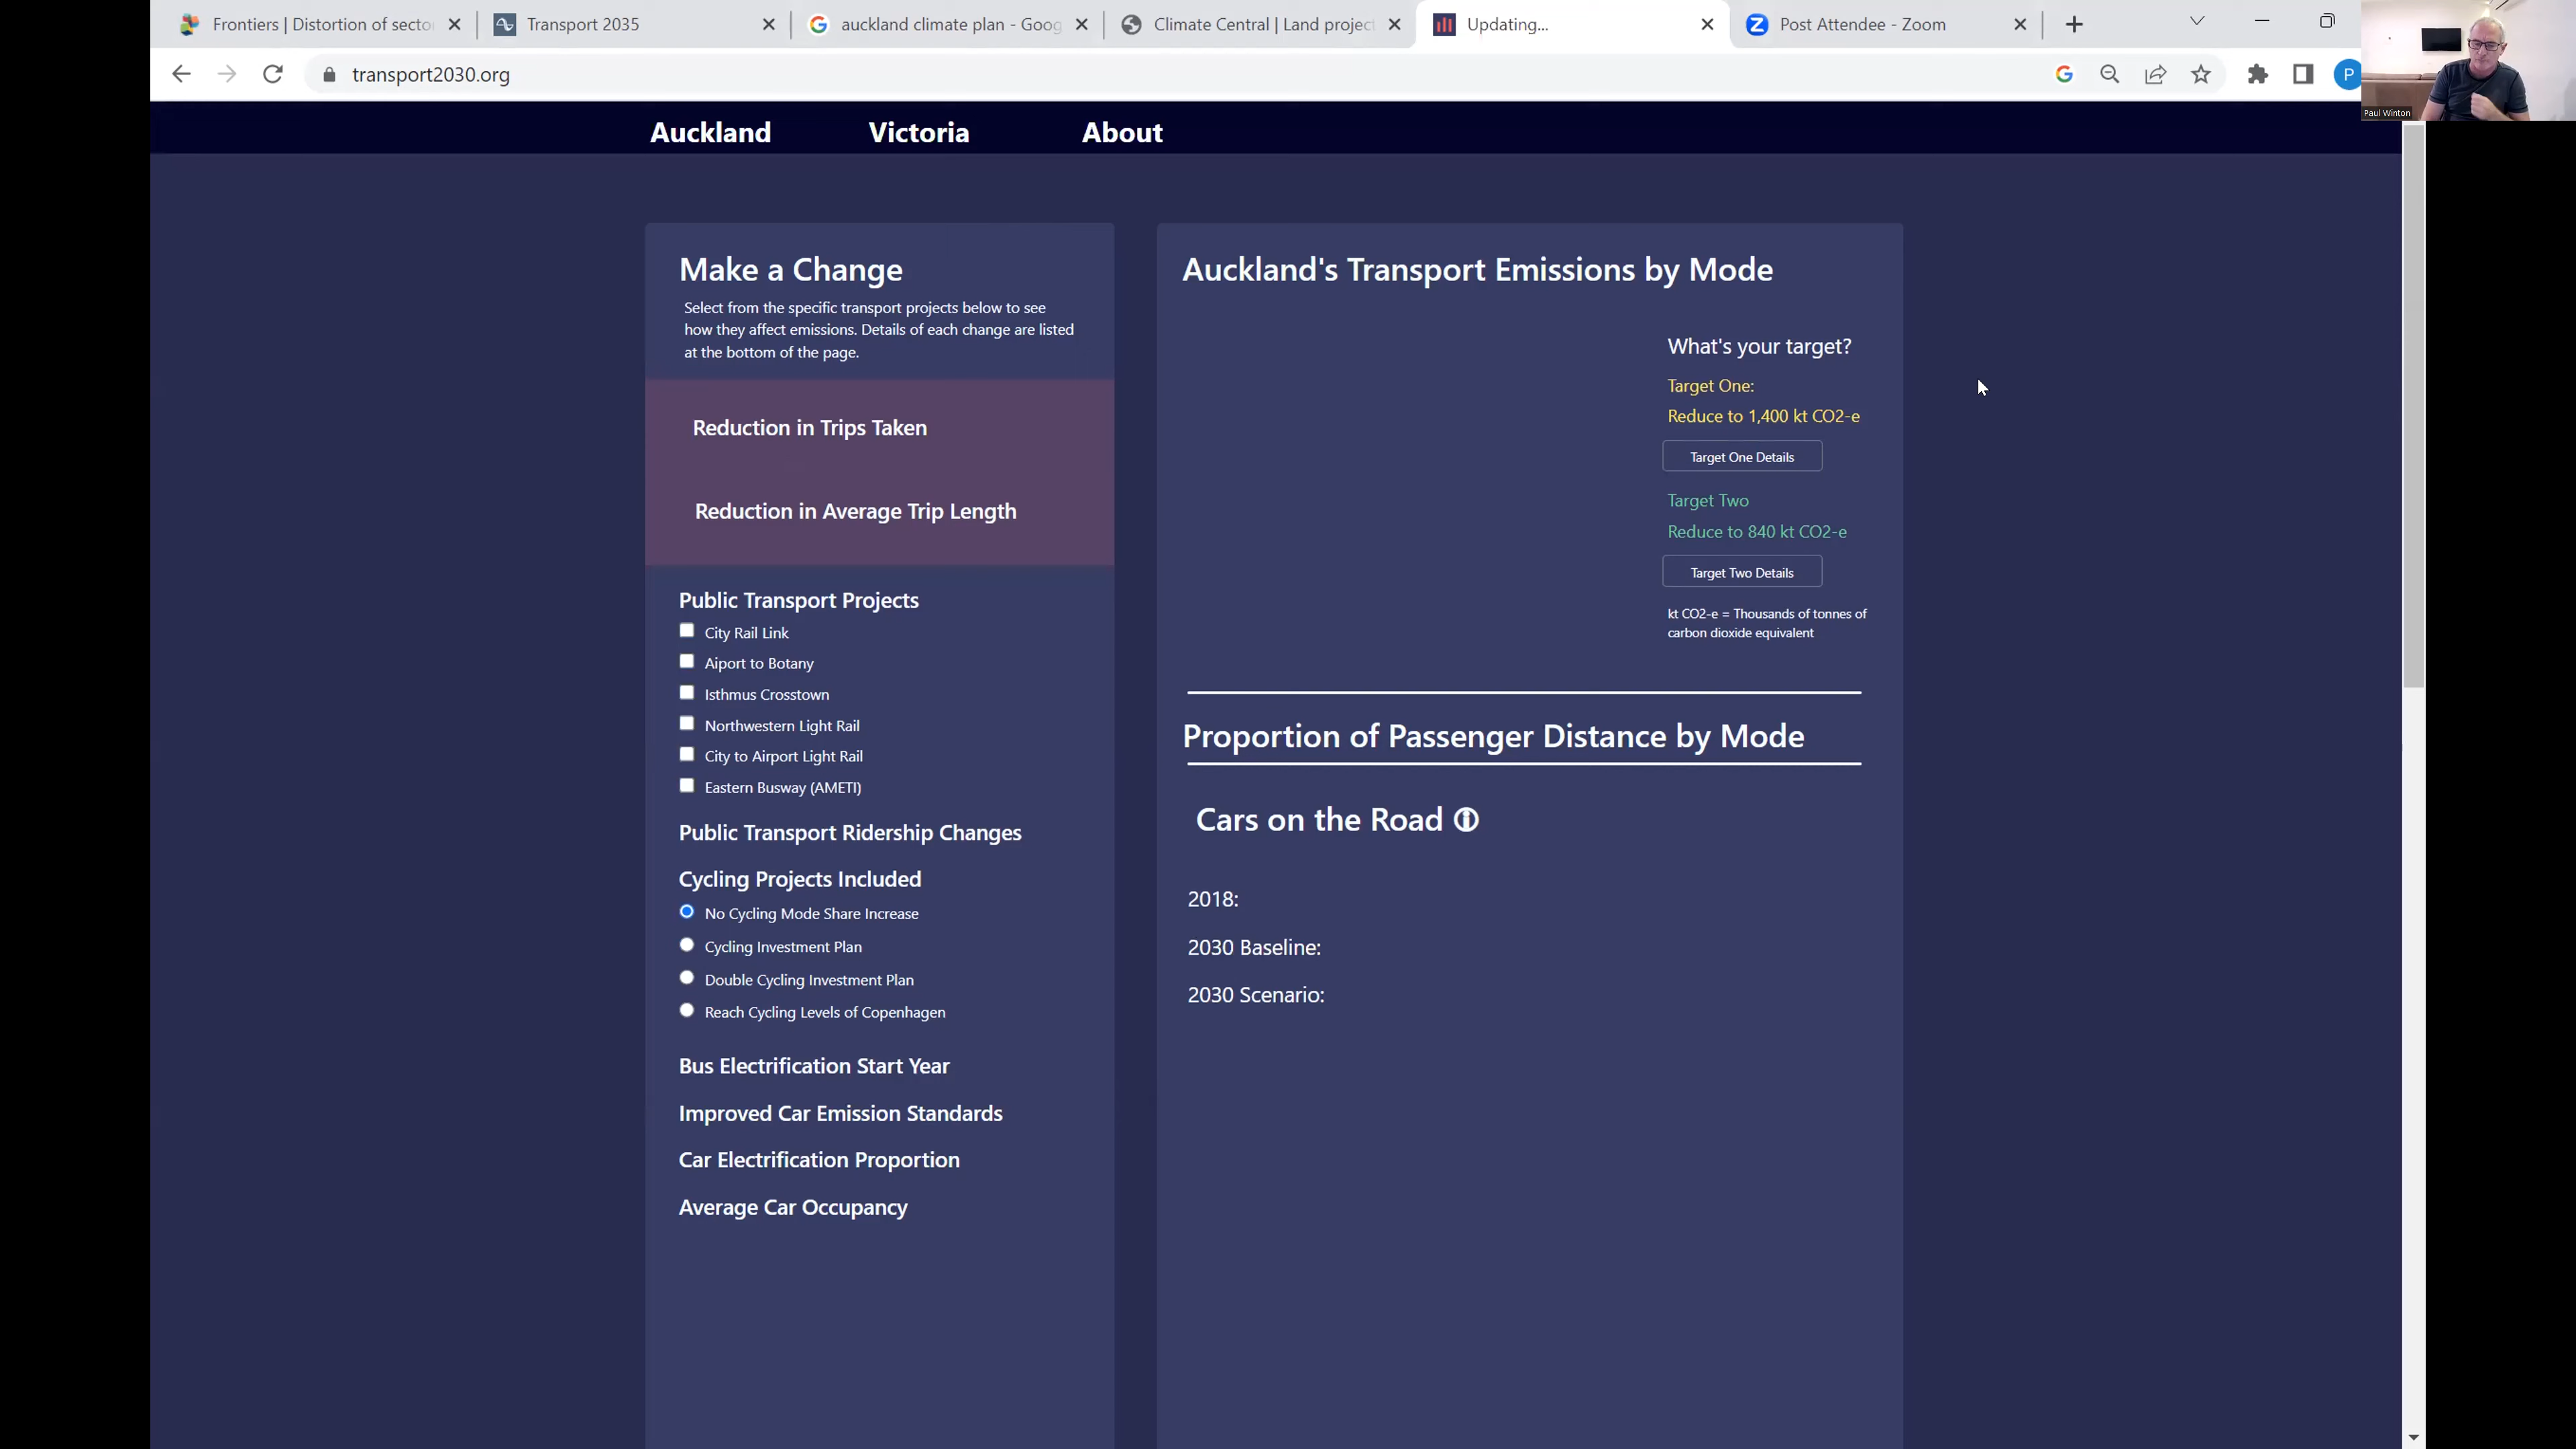 Frontiers | Distortion of secto
Transport 2035
auckland climate plan - Goog
Climate Central | Land project
Updating...
Post Attendee - Zoom
transport2030.org
P
Paul Winton
Auckland
Victoria
About
Make a Change
Select from the specific transport projects below to see
how they affect emissions. Details of each change are listed
at the bottom of the page.
Reduction in Trips Taken
Reduction in Average Trip Length
Public Transport Projects
City Rail Link
Aiport to Botany
Isthmus Crosstown
Northwestern Light Rail
City to Airport Light Rail
Eastern Busway (AMETI)
Public Transport Ridership Changes
Cycling Projects Included
No Cycling Mode Share Increase
Cycling Investment Plan
Double Cycling Investment Plan
Reach Cycling Levels of Copenhagen
Bus Electrification Start Year
Improved Car Emission Standards
Car Electrification Proportion
Average Car Occupancy
Auckland's Transport Emissions by Mode
What's your target?
Target One:
Reduce to 1,400 kt CO2-e
Target One Details
Target Two
Reduce to 840 kt CO2-e
Target Two Details
kt CO2-e = Thousands of tonnes of
carbon dioxide equivalent
Proportion of Passenger Distance by Mode
Cars on the Road
2018:
2030 Baseline:
2030 Scenario: